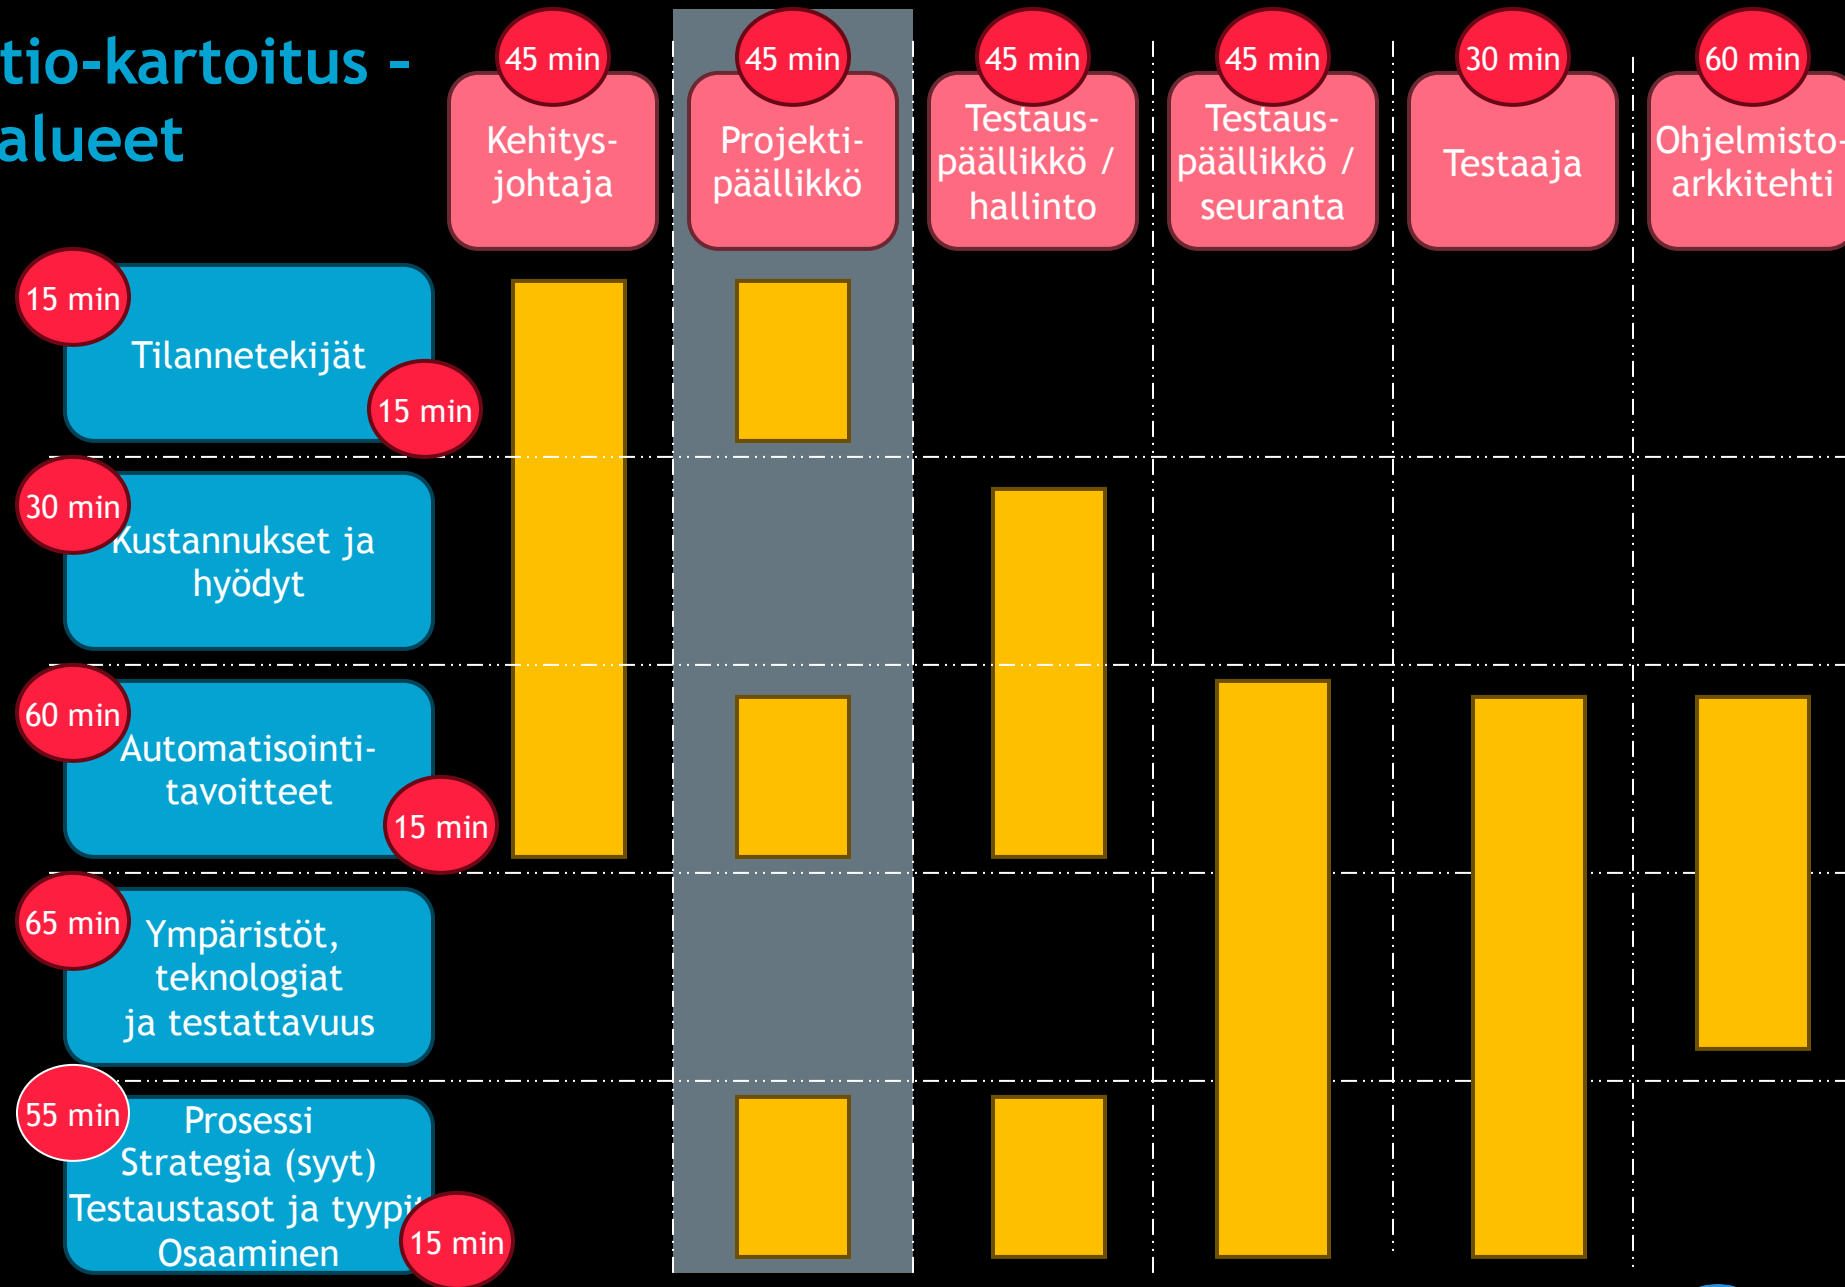 tio-kartoitus –
alueet
45 min
45 min
45 min
45 min
30 min
60 min
Kehitys-
johtaja
Projekti-
päällikkö
Testaus-
päällikkö /
hallinto
Testaus-
päällikkö /
seuranta
Testaaja
Ohjelmisto-
arkkitehti
15 min
Tilannetekijät
15 min
30 min
Kustannukset ja
hyödyt
60 min
Automatisointi-
tavoitteet
15 min
65 min
Ympäristöt,
teknologiat
ja testattavuus
55 min
Prosessi
Strategia (syyt)
Testaustasot ja tyypit
Osaaminen
15 min